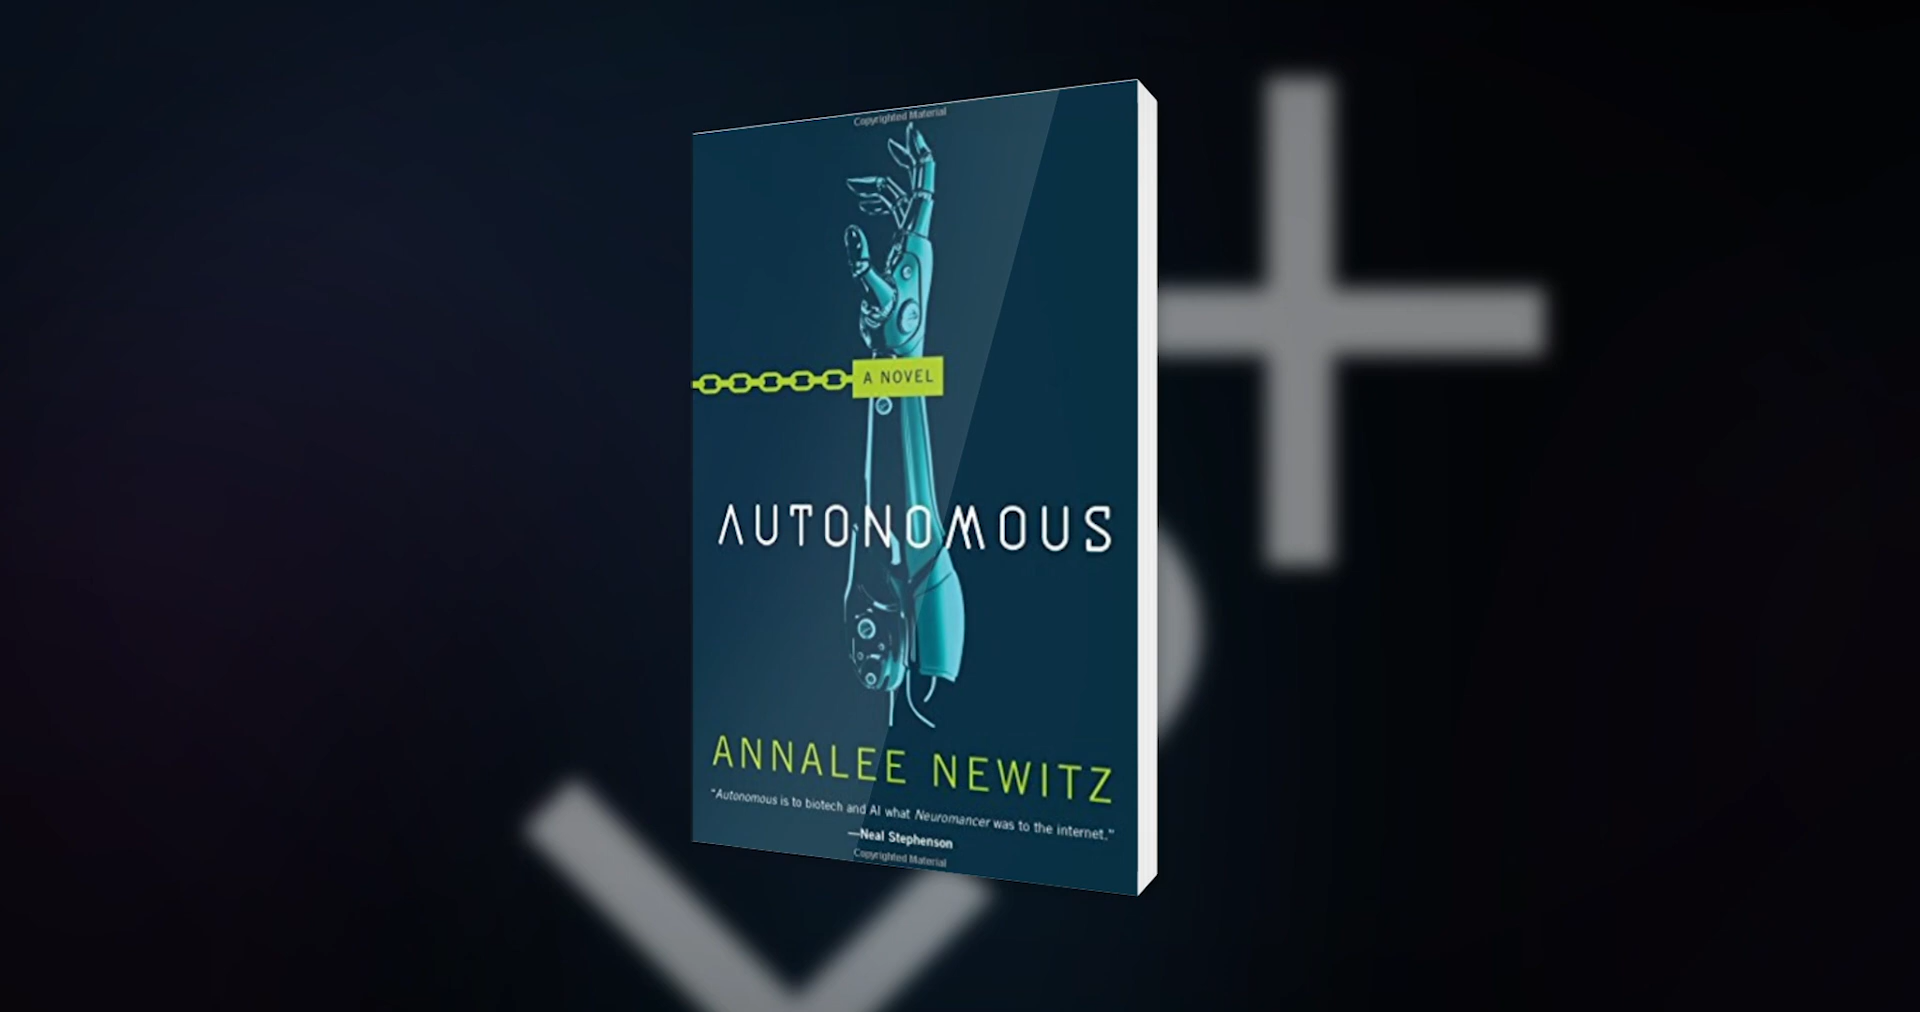 Copyrighted Material
A NOVEL
AUTONOMOUS
ANNALEE NEWITZ
"Autonomous is to biotech and AI what Neuromancer was to the internet."
—Neal Stephenson
Copyrighted Material